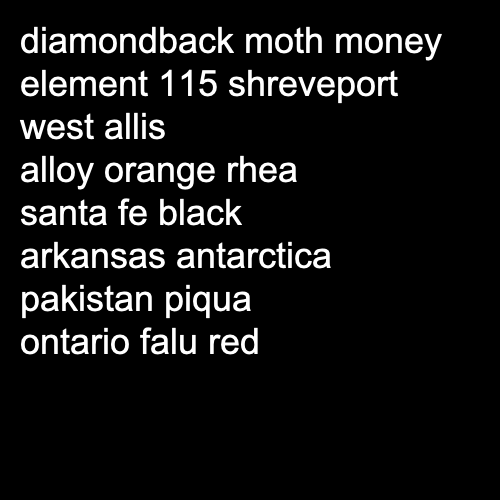 diamondback moth money
element 115 shreveport
west allis
alloy orange rhea
santa fe black
arkansas antarctica
pakistan piqua
ontario falu red